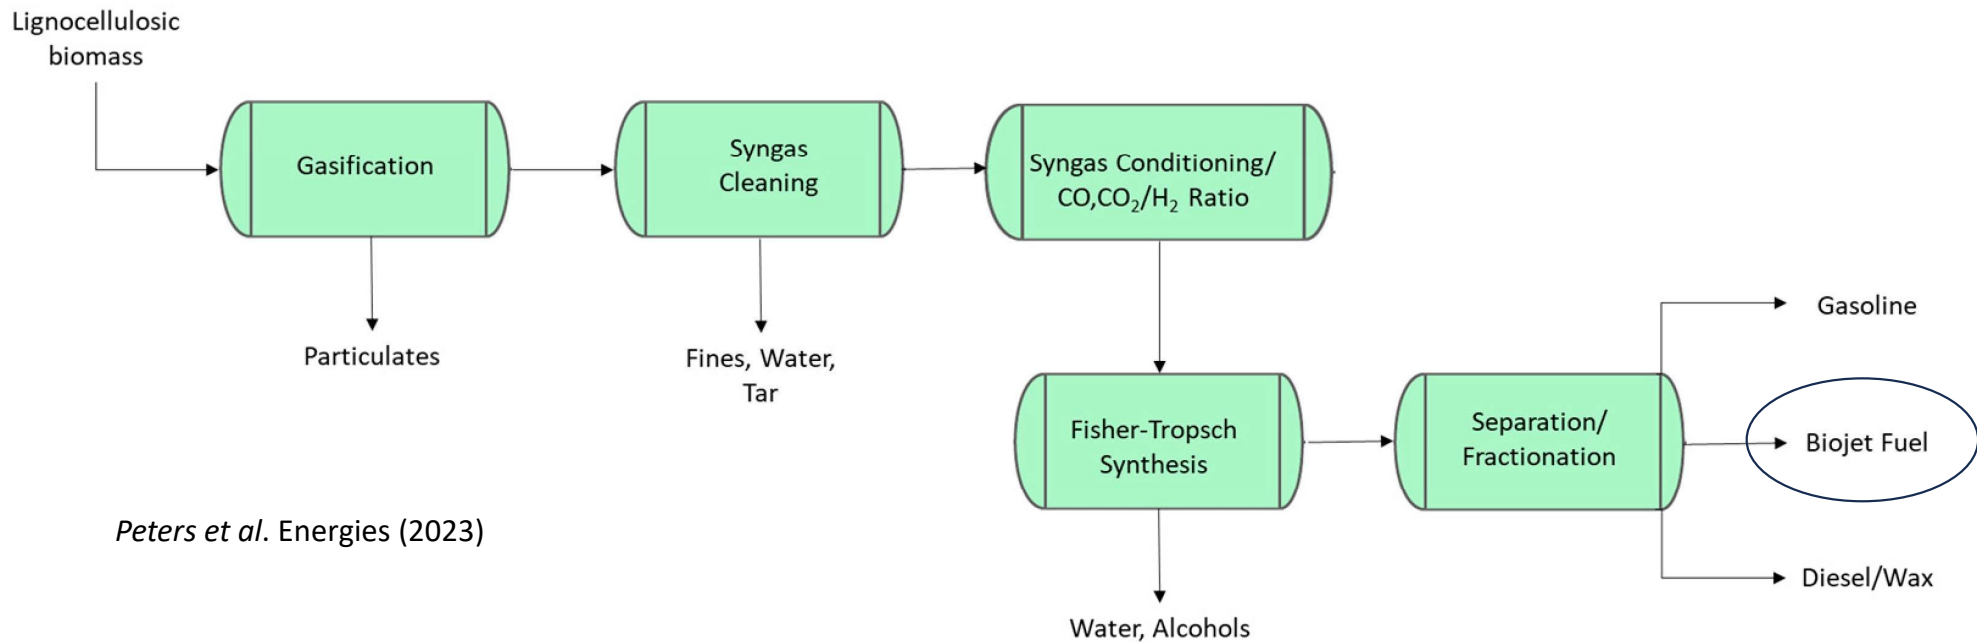 Lignocellulosic
biomass
Gasification
Syngas
Cleaning
Syngas Conditioning/
CO,CO₂/H₂ Ratio
Particulates
Fines, Water,
Tar
Fisher-Tropsch
Synthesis
Separation/
Fractionation
Gasoline
Biojet Fuel
Diesel/Wax
Water, Alcohols
Peters et al. Energies (2023)